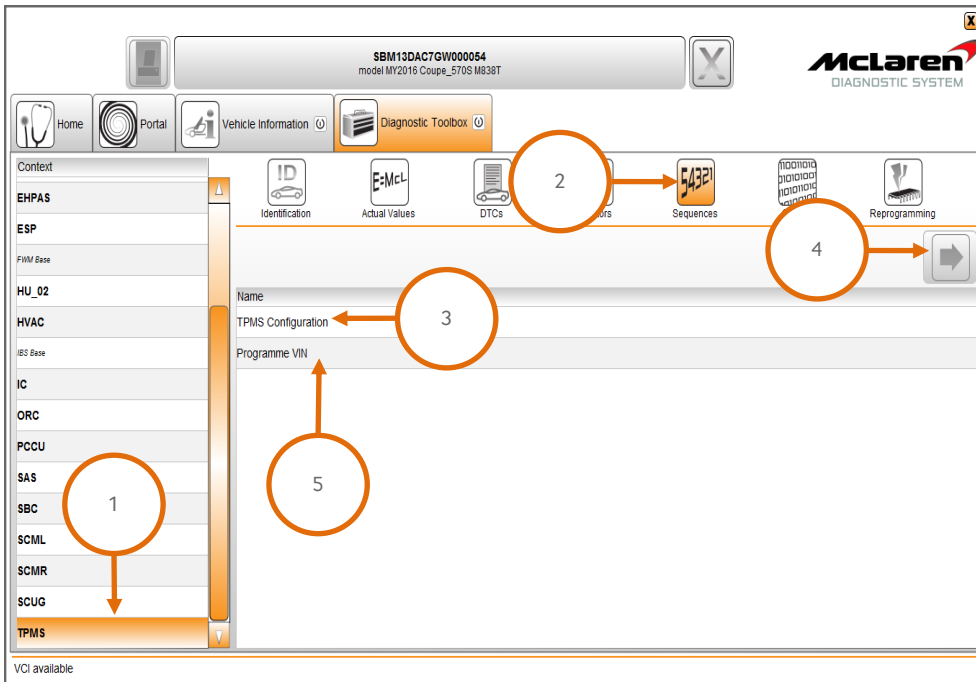 X
SBM13DAC7GW000054
model MY2016 Coupe_570S M838T
X
McLaren
DIAGNOSTIC SYSTEM
Home
Portal
Vehicle Information
Diagnostic Toolbox
Context
EHPAS
ESP
FWM Base
HU_02
HVAC
IBS Base
IC
ORC
PCCU
SAS
SBC
SCML
SCMR
SCUG
TPMS
ID
Identification
E=McL
Actual Values
DTCs
54321
Sequences
Reprogramming
Name
TPMS Configuration
Programme VIN
1
2
3
4
5
VCI available